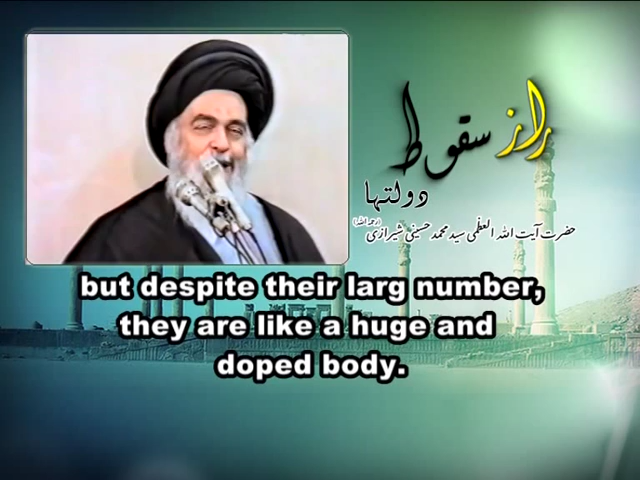 راز سقوط
دولتها
حضرت آیت الله العظمی سید محمد حسینی شیرازی (رحمه الله)
but despite their larg number,
they are like a huge and
doped body.